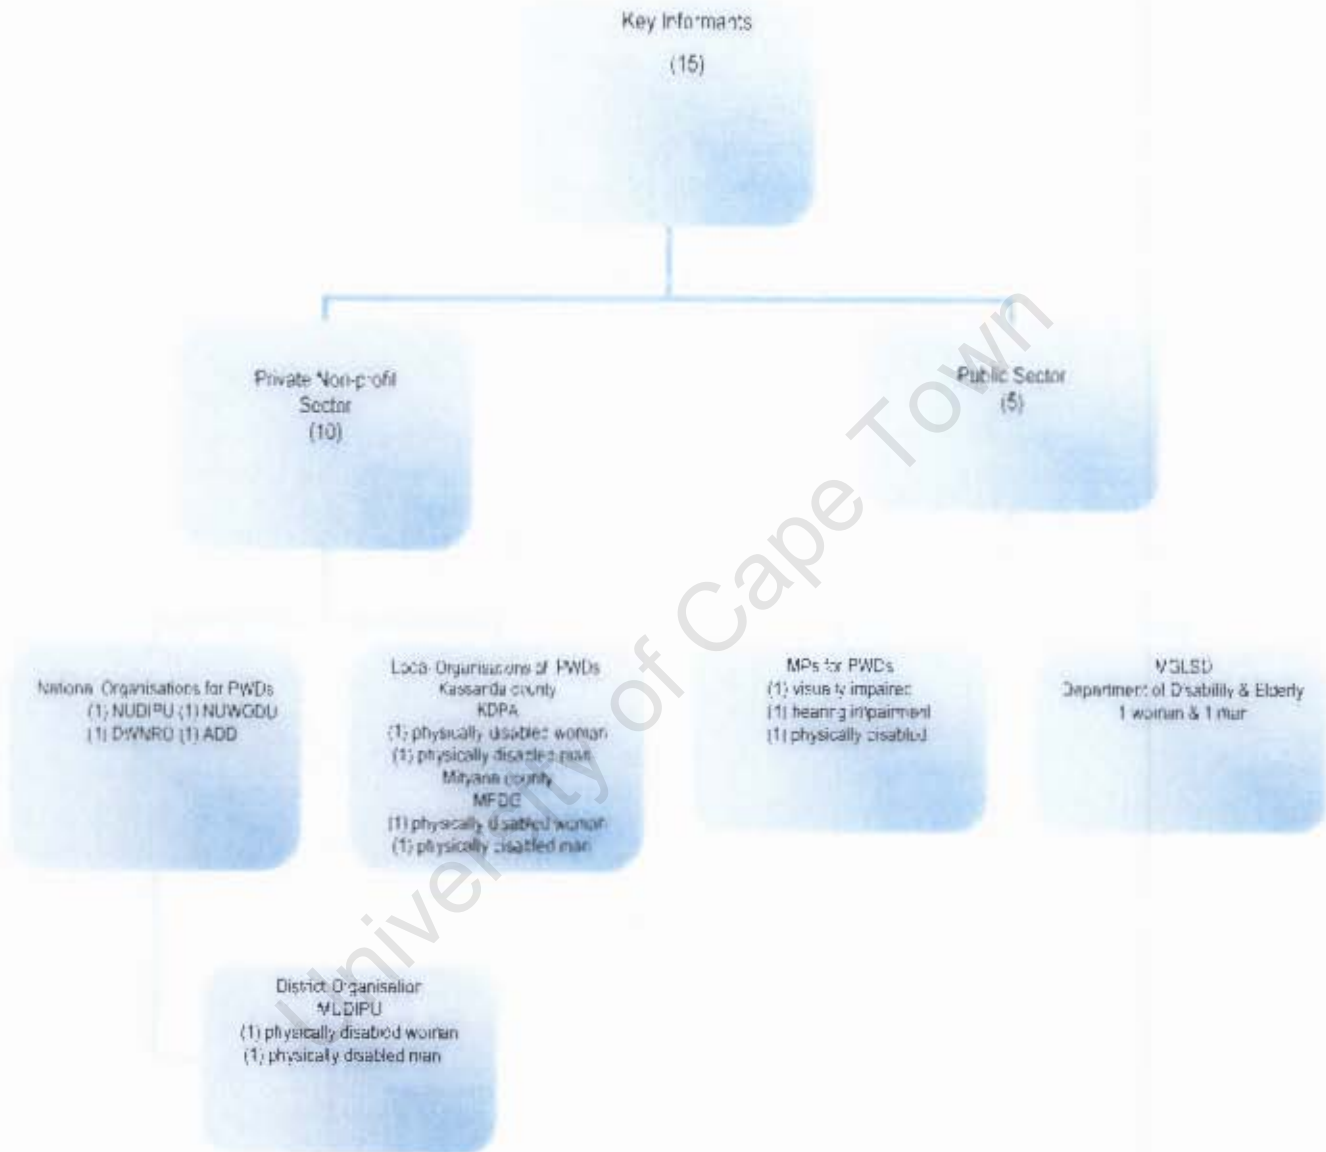 Key Informants
(15)
Private Non-profit
Sector
(10)
Public Sector
(5)
National Organisations for PWDs
(1) NUDIPU (1) NUWODU
(1) DWNRO (1) ADD
Local Organisations of PWDs
Kassanda county
KDPA
(1) physically disabled woman
(1) physically disabled man
Mityana county
(1) physically disabled woman
(1) physically disabled man
MPs for PWDs
(1) visually impaired
(1) hearing impairment
(1) physically disabled
MGLSD
Department of Disability & Elderly
1 woman & 1 man
District Organisation
(1) physically disabled woman
(1) physically disabled man
University of Cape Town